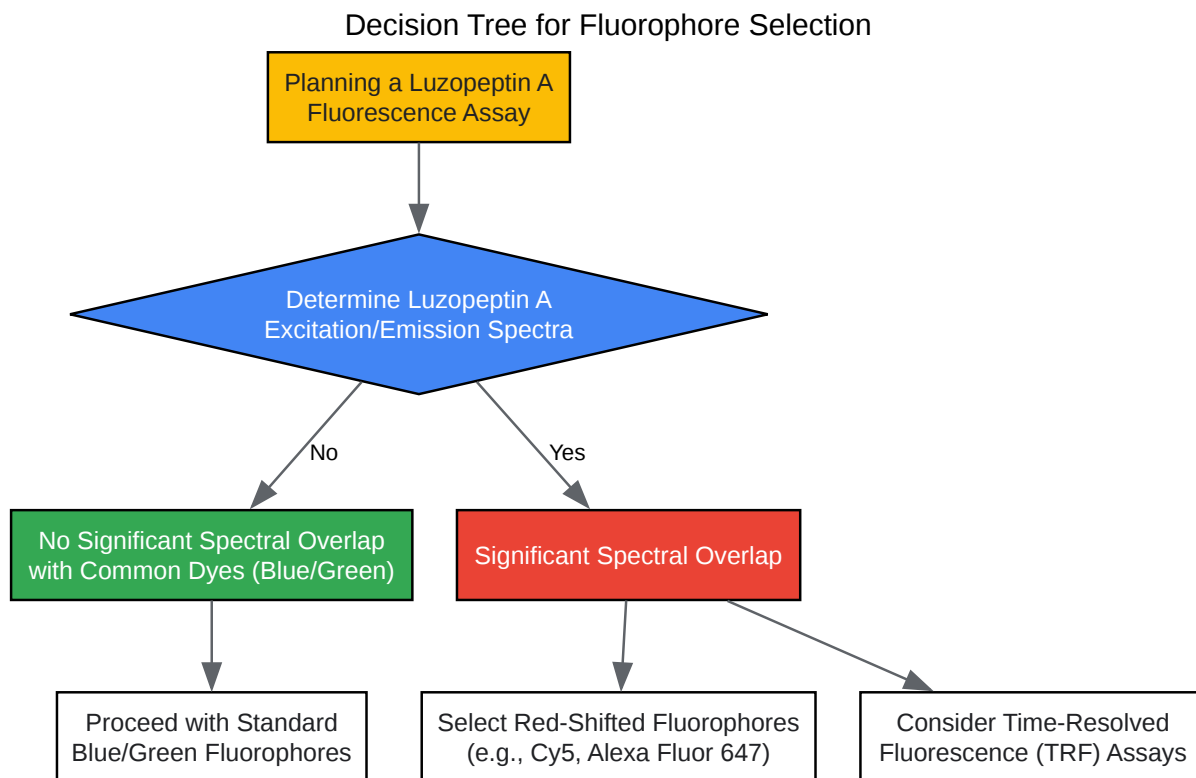 Decision Tree for Fluorophore Selection
Planning a Luzopeptin A
Fluorescence Assay
Determine Luzopeptin A
Excitation/Emission Spectra
No
Yes
No Significant Spectral Overlap
with Common Dyes (Blue/Green)
Significant Spectral Overlap
Proceed with Standard
Blue/Green Fluorophores
Select Red-Shifted Fluorophores
(e.g., Cy5, Alexa Fluor 647)
Consider Time-Resolved
Fluorescence (TRF) Assays